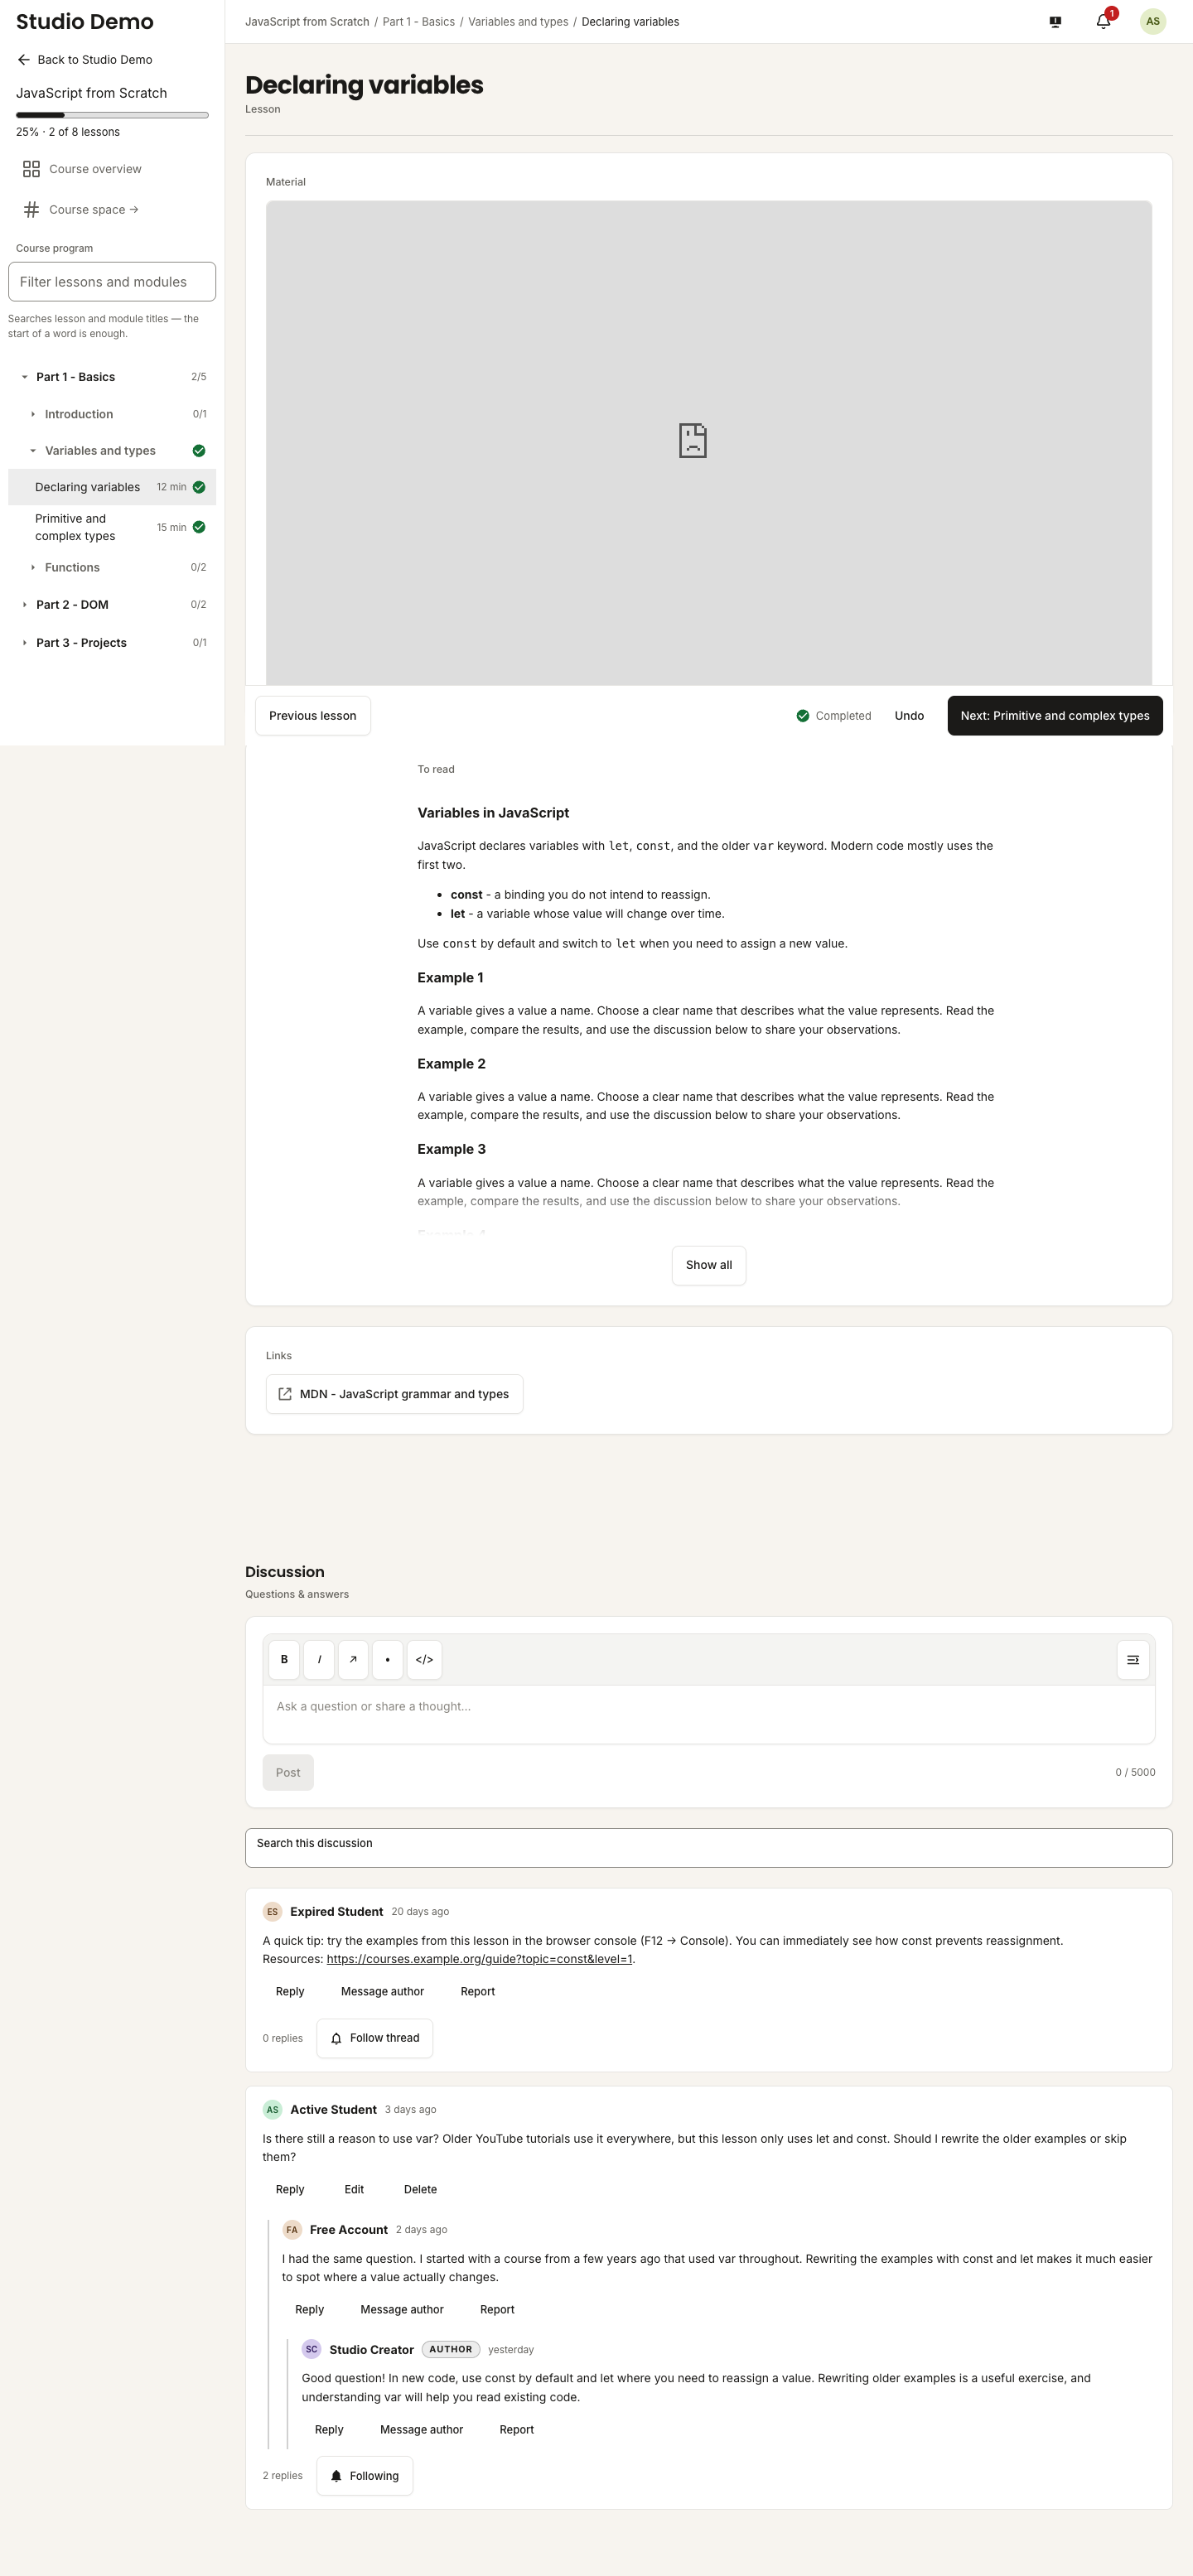 Studio Demo
Back to Studio Demo
JavaScript from Scratch
25% · 2 of 8 lessons
Course overview
Course space →
Course program
Filter lessons and modules
Searches lesson and module titles — the
start of a word is enough.
Part 1 - Basics 2/5
Introduction 0/1
Variables and types
Declaring variables 12 min
Primitive and
complex types 15 min
Functions 0/2
Part 2 - DOM 0/2
Part 3 - Projects 0/1
JavaScript from Scratch / Part 1 - Basics / Variables and types / Declaring variables
1
AS
Declaring variables
Lesson
Material
Previous lesson
Completed
Undo
Next: Primitive and complex types
To read
Variables in JavaScript
JavaScript declares variables with let, const, and the older var keyword. Modern code mostly uses the
first two.
• const - a binding you do not intend to reassign.
• let - a variable whose value will change over time.
Use const by default and switch to let when you need to assign a new value.
Example 1
A variable gives a value a name. Choose a clear name that describes what the value represents. Read the
example, compare the results, and use the discussion below to share your observations.
Example 2
A variable gives a value a name. Choose a clear name that describes what the value represents. Read the
example, compare the results, and use the discussion below to share your observations.
Example 3
A variable gives a value a name. Choose a clear name that describes what the value represents. Read the
example, compare the results, and use the discussion below to share your observations.
Example 4
Show all
Links
MDN - JavaScript grammar and types
Discussion
Questions & answers
B I ↗ • </>
Ask a question or share a thought...
Post
0 / 5000
Search this discussion
ES Expired Student 20 days ago
A quick tip: try the examples from this lesson in the browser console (F12 → Console). You can immediately see how const prevents reassignment.
Resources: https://courses.example.org/guide?topic=const&level=1.
Reply Message author Report
0 replies Follow thread
AS Active Student 3 days ago
Is there still a reason to use var? Older YouTube tutorials use it everywhere, but this lesson only uses let and const. Should I rewrite the older examples or skip
them?
Reply Edit Delete
FA Free Account 2 days ago
I had the same question. I started with a course from a few years ago that used var throughout. Rewriting the examples with const and let makes it much easier
to spot where a value actually changes.
Reply Message author Report
SC Studio Creator AUTHOR yesterday
Good question! In new code, use const by default and let where you need to reassign a value. Rewriting older examples is a useful exercise, and
understanding var will help you read existing code.
Reply Message author Report
2 replies Following